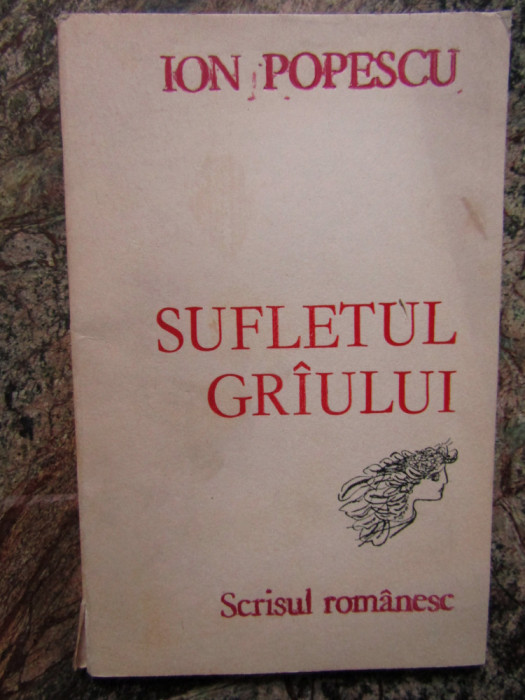 ION POPESCU
SUFLETUL
GRÎULUI
Scrisul românesc